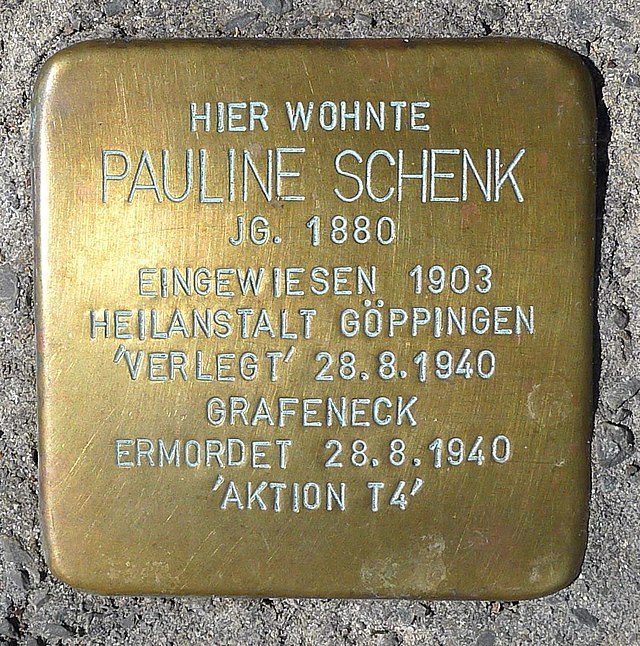 HIER WOHNTE
PAULINE SCHENK
JG. 1880
EINGEWIESEN 1903
HEILANSTALT GÖPPINGEN
'VERLEGT' 28.8.1940
GRAFENECK
ERMORDET 28.8.1940
'AKTION T4'